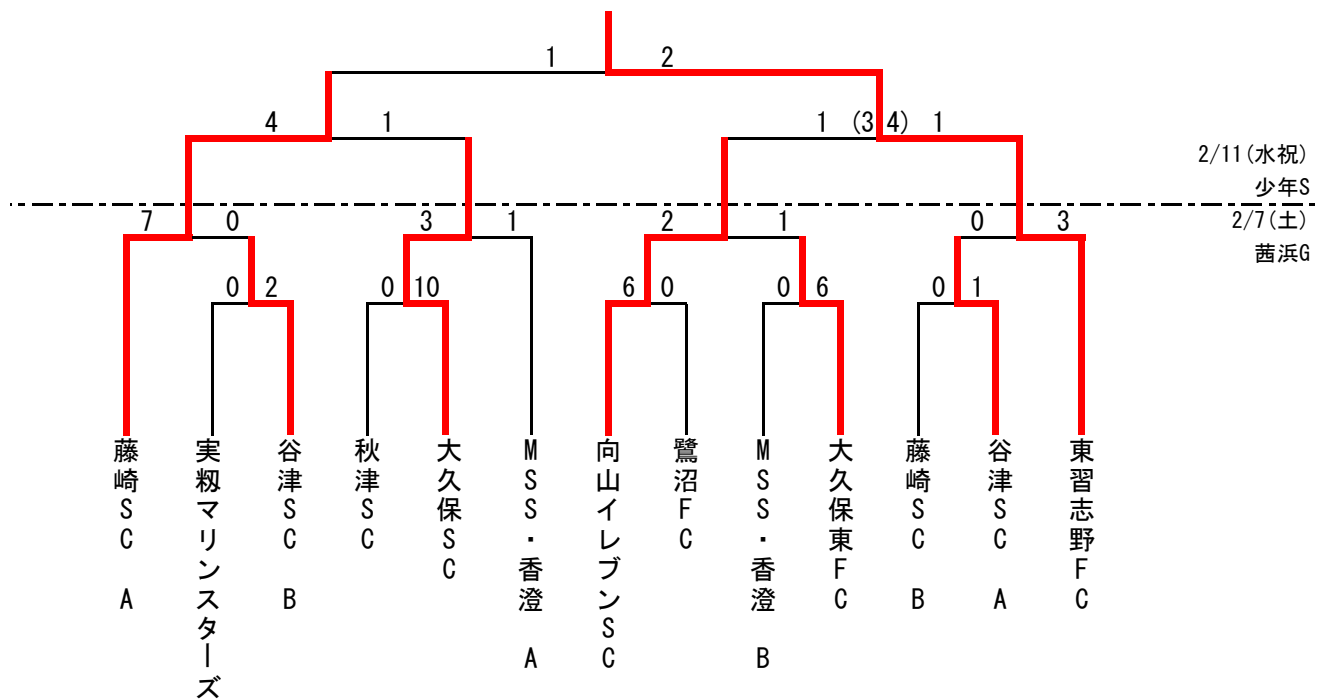 1 2
4 1
1 (3 4) 1
2/11(水祝)
少年S
7 0
3 1
2 1
0 3
2/7(土)
茜浜G
0 2
0 10
6 0
0 6
0 1
藤崎SC A
実籾マリンスターズ
谷津SC B
秋津SC
大久保SC
MSS・香澄 A
向山イレブンSC
鷺沼FC
MSS・香澄 B
大久保東FC
藤崎SC B
谷津SC A
東習志野FC